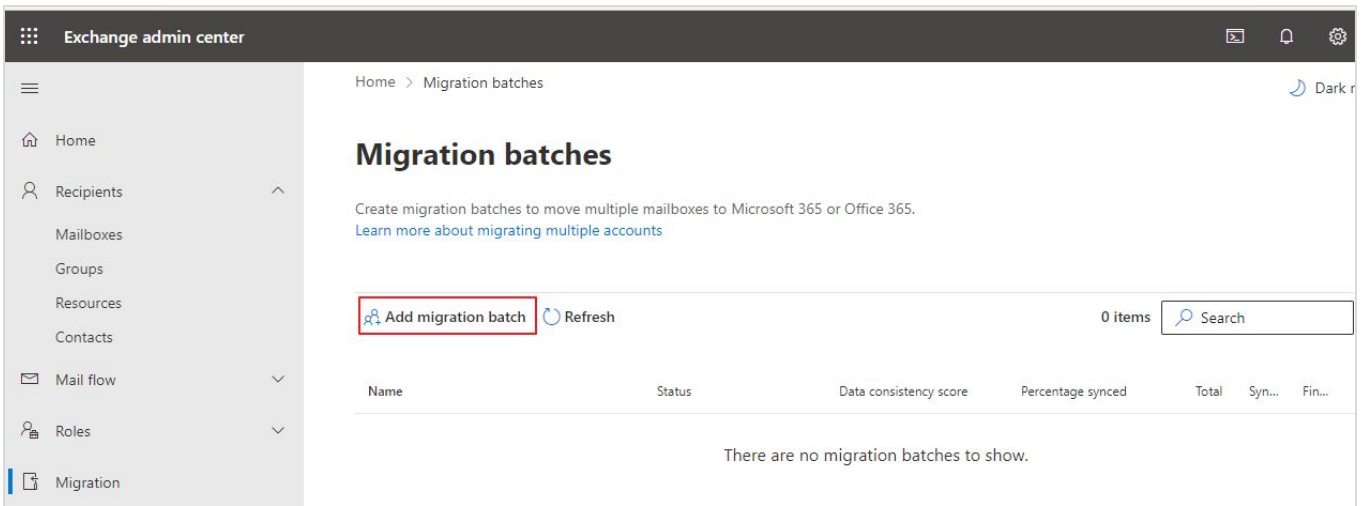 Exchange admin center
Home > Migration batches
Dark r
Home
Migration batches
Recipients
Create migration batches to move multiple mailboxes to Microsoft 365 or Office 365.
Mailboxes
Learn more about migrating multiple accounts
Groups
Resources
Add migration batch Refresh 0 items Search
Contacts
Mail flow
Name Status Data consistency score Percentage synced Total Syn... Fin...
Roles
There are no migration batches to show.
Migration